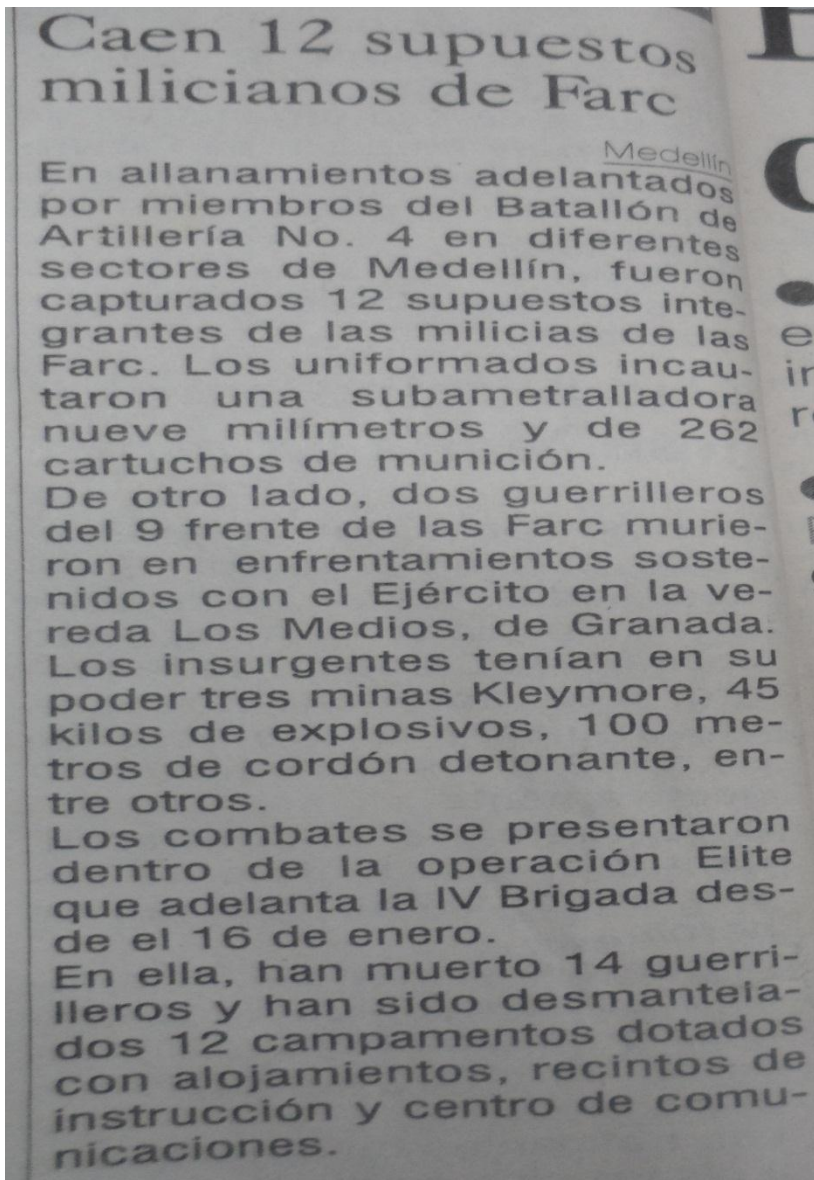 Caen 12 supuestos
milicianos de Farc
Medellín
En allanamientos adelantados
por miembros del Batallón de
Artillería No. 4 en diferentes
sectores de Medellín, fueron
capturados 12 supuestos inte-
grantes de las milicias de las
Farc. Los uniformados incau-
taron una subametralladora
nueve milímetros y de 262
cartuchos de munición.
De otro lado, dos guerrilleros
del 9 frente de las Farc murie-
ron en enfrentamientos soste-
nidos con el Ejército en la ve-
reda Los Medios, de Granada.
Los insurgentes tenían en su
poder tres minas Kleymore, 45
kilos de explosivos, 100 me-
tros de cordón detonante, en-
tre otros.
Los combates se presentaron
dentro de la operación Elite
que adelanta la IV Brigada des-
de el 16 de enero.
En ella, han muerto 14 guerri-
lleros y han sido desmantela-
dos 12 campamentos dotados
con alojamientos, recintos de
instrucción y centro de comu-
nicaciones.